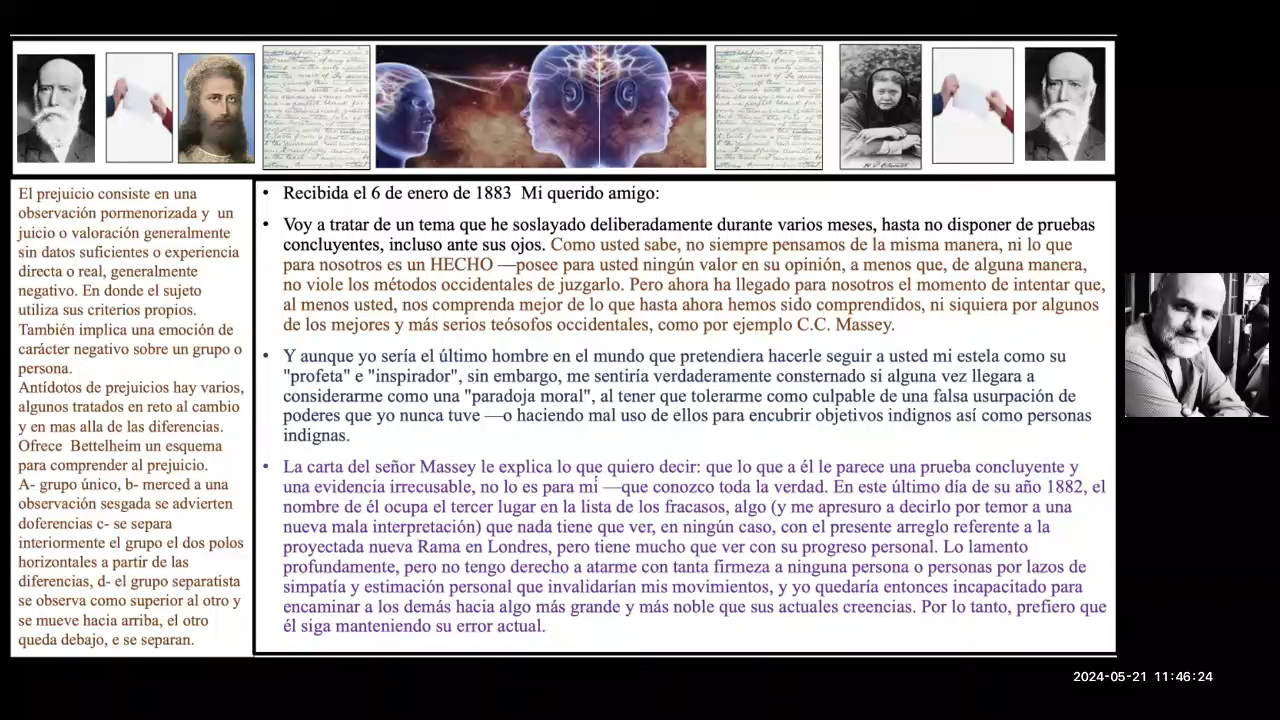 El prejuicio consiste en una
observación pormenorizada y un
juicio o valoración generalmente
sin datos suficientes o experiencia
directa o real, generalmente
negativo. En donde el sujeto
utiliza sus criterios propios.
También implica una emoción de
carácter negativo sobre un grupo o
persona.
Antídotos de prejuicios hay varios,
algunos tratados en reto al cambio
y en mas alla de las diferencias.
Ofrece Bettelheim un esquema
para comprender al prejuicio.
A- grupo único, b- merced a una
observación sesgada se advierten
doferencias c- se separa
interiormente el grupo el dos polos
horizontales a partir de las
diferencias, d- el grupo separatista
se observa como superior al otro y
se mueve hacia arriba, el otro
queda debajo, e se separan.
• Recibida el 6 de enero de 1883 Mi querido amigo:
• Voy a tratar de un tema que he soslayado deliberadamente durante varios meses, hasta no disponer de pruebas
concluyentes, incluso ante sus ojos. Como usted sabe, no siempre pensamos de la misma manera, ni lo que
para nosotros es un HECHO —posee para usted ningún valor en su opinión, a menos que, de alguna manera,
no viole los métodos occidentales de juzgarlo. Pero ahora ha llegado para nosotros el momento de intentar que,
al menos usted, nos comprenda mejor de lo que hasta ahora hemos sido comprendidos, ni siquiera por algunos
de los mejores y más serios teósofos occidentales, como por ejemplo C.C. Massey.
• Y aunque yo sería el último hombre en el mundo que pretendiera hacerle seguir a usted mi estela como su
"profeta" e "inspirador", sin embargo, me sentiría verdaderamente consternado si alguna vez llegara a
considerarme como una "paradoja moral", al tener que tolerarme como culpable de una falsa usurpación de
poderes que yo nunca tuve —o haciendo mal uso de ellos para encubrir objetivos indignos así como personas
indignas.
• La carta del señor Massey le explica lo que quiero decir: que lo que a él le parece una prueba concluyente y
una evidencia irrecusable, no lo es para mí —que conozco toda la verdad. En este último día de su año 1882, el
nombre de él ocupa el tercer lugar en la lista de los fracasos, algo (y me apresuro a decirlo por temor a una
nueva mala interpretación) que nada tiene que ver, en ningún caso, con el presente arreglo referente a la
proyectada nueva Rama en Londres, pero tiene mucho que ver con su progreso personal. Lo lamento
profundamente, pero no tengo derecho a atarme con tanta firmeza a ninguna persona o personas por lazos de
simpatía y estimación personal que invalidarían mis movimientos, y yo quedaría entonces incapacitado para
encaminar a los demás hacia algo más grande y más noble que sus actuales creencias. Por lo tanto, prefiero que
él siga manteniendo su error actual.
2024-05-21 11:46:24